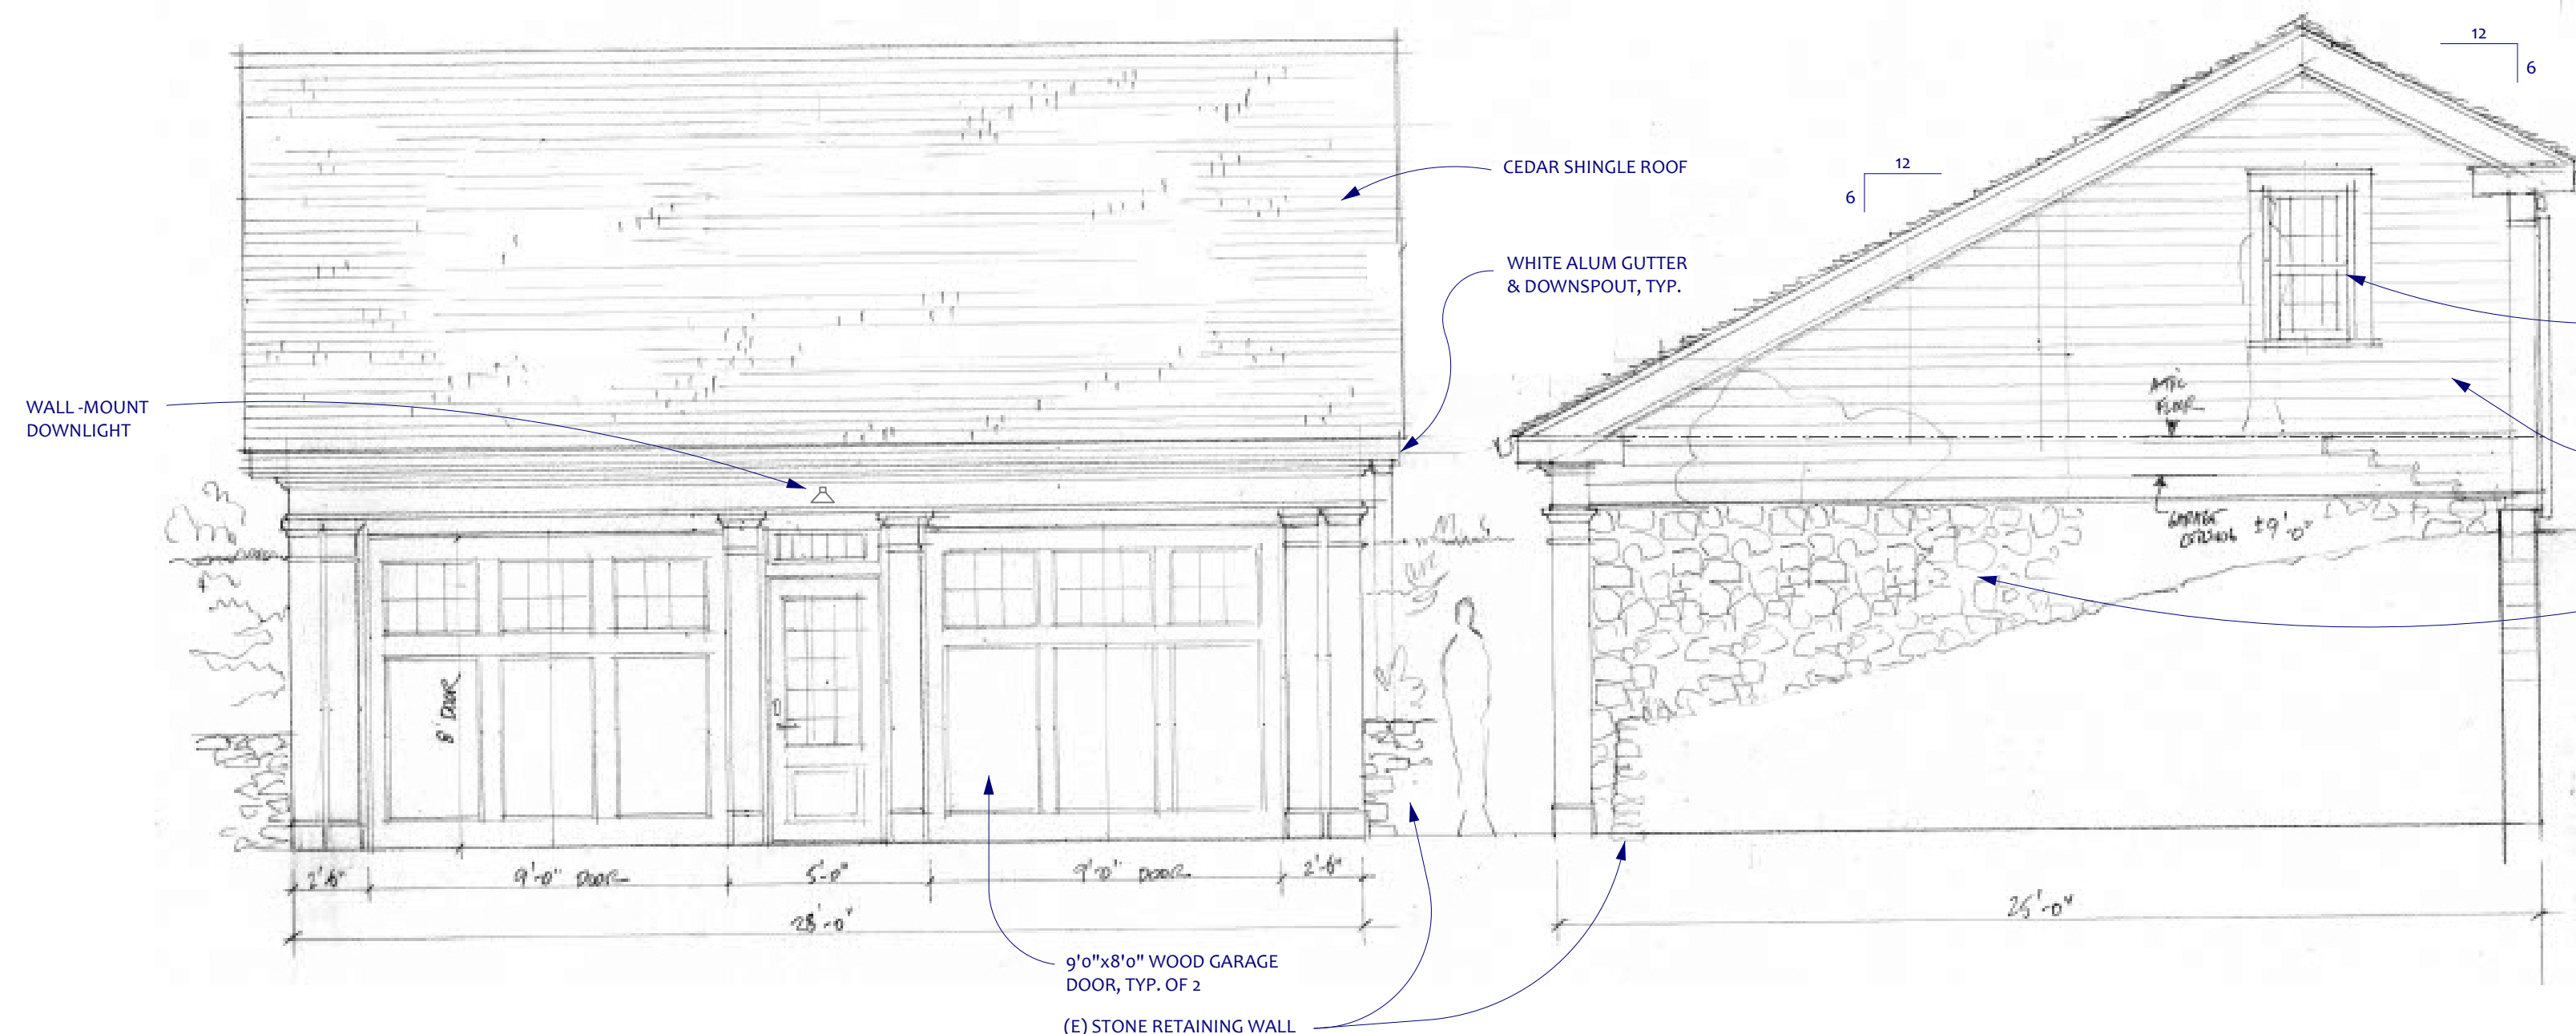 12
6
CEDAR SHINGLE ROOF
12
6
WHITE ALUM GUTTER
& DOWNSPOUT, TYP.
WALL -MOUNT
DOWNLIGHT
ATTIC
FLOOR
GARAGE
CEILING ±9'-0"
8' DOOR
2'-6"
9'-0" DOOR
5'-0"
9'-0" DOOR
2'-6"
28'-0"
25'-0"
9'0"x8'0" WOOD GARAGE
DOOR, TYP. OF 2
(E) STONE RETAINING WALL